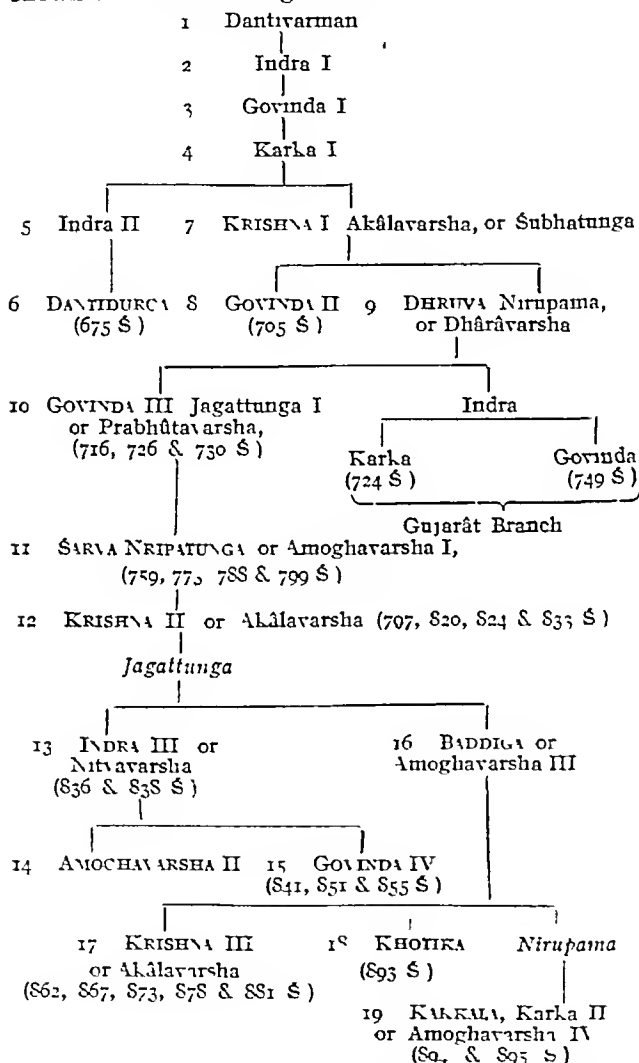 1 Dantivarman
2 Indra I
3 Govinda I
4 Karka I
5 Indra II 7 KRISHNA I Akâlavarsha, or Śubhatunga
6 DANTIDURGA 8 GOVINDA II 9 DHRUVA Nirupama,
(675 Ś) (705 Ś) or Dhârâvarsha
10 GOVINDA III Jagattunga I Indra
or Prabhûtavarsha,
(716, 726 & 730 Ś) Karka Govinda
(724 Ś) (749 Ś)
Gujarât Branch
11 ŚARVA NRIPATUNGA or Amoghavarsha I,
(759, 775 788 & 799 Ś)
12 KRISHNA II or Akâlavarsha (797, 820, 824 & 833 Ś)
Jagattunga
13 INDRA III or 16 BADDIGA or
Nityavarsha Amoghavarsha III
(836 & 838 Ś)
14 AMOGHAVARSHA II 15 GOVINDA IV
(841, 851 & 855 Ś)
17 KRISHNA III 18 KHOTIKA Nirupama
or Akâlavarsha (893 Ś)
(862, 867, 873, 878 & 881 Ś)
19 KAKKALA, Karka II
or Amoghavarsha IV
& 895 Ś)